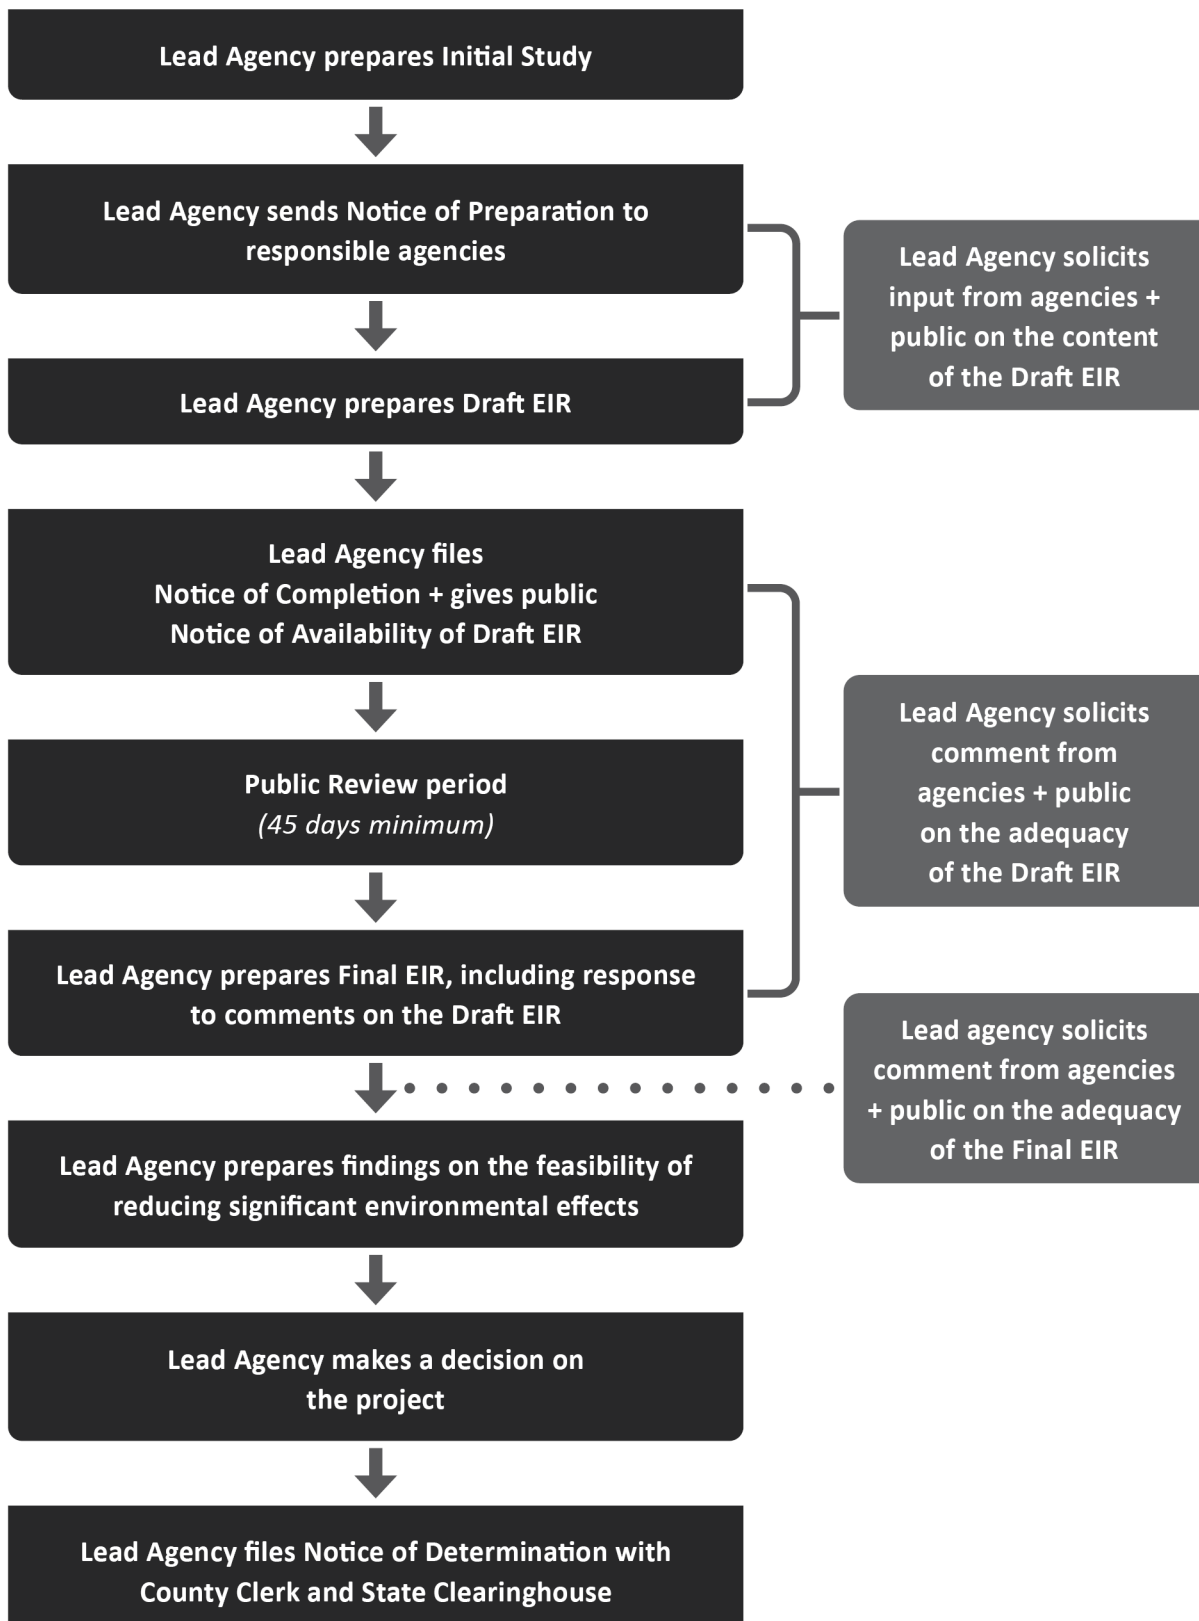 Lead Agency prepares Initial Study
Lead Agency sends Notice of Preparation to
responsible agencies
Lead Agency solicits
input from agencies +
public on the content
of the Draft EIR
Lead Agency prepares Draft EIR
Lead Agency files
Notice of Completion + gives public
Notice of Availability of Draft EIR
Public Review period
(45 days minimum)
Lead Agency solicits
comment from
agencies + public
on the adequacy
of the Draft EIR
Lead Agency prepares Final EIR, including response
to comments on the Draft EIR
Lead agency solicits
comment from agencies
+ public on the adequacy
of the Final EIR
Lead Agency prepares findings on the feasibility of
reducing significant environmental effects
Lead Agency makes a decision on
the project
Lead Agency files Notice of Determination with
County Clerk and State Clearinghouse